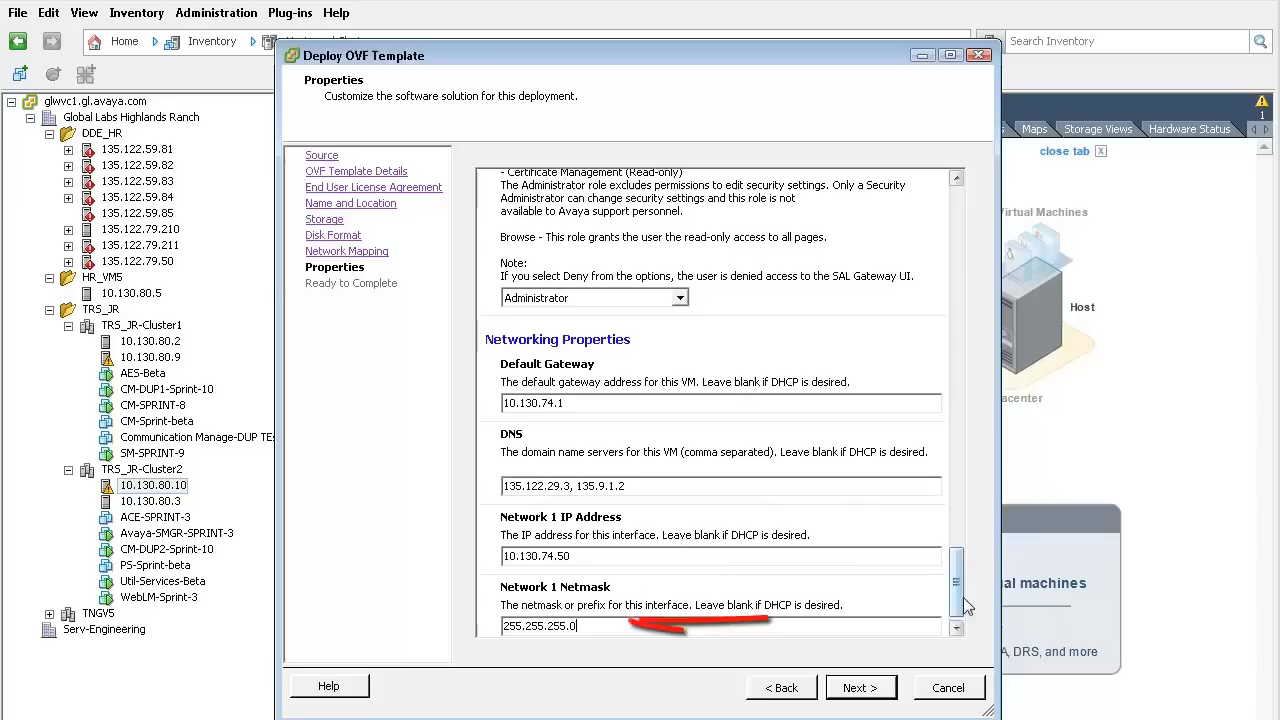 File Edit View Inventory Administration Plug-ins Help
Home Inventory
Search Inventory
Deploy OVF Template
Properties
Customize the software solution for this deployment.
glwvc1.gl.avaya.com
Global Labs Highlands Ranch
DDE_HR
135.122.59.81
135.122.59.82
135.122.59.83
135.122.59.84
135.122.59.85
135.122.79.210
135.122.79.211
135.122.79.50
HR_VM5
10.130.80.5
TRS_JR
TRS_JR-Cluster1
10.130.80.2
10.130.80.9
AES-Beta
CM-DUP1-Sprint-10
CM-SPRINT-8
CM-Sprint-beta
Communication Manage-DUP TE
SM-SPRINT-9
TRS_JR-Cluster2
10.130.80.10
10.130.80.3
ACE-SPRINT-3
Avaya-SMGR-SPRINT-3
CM-DUP2-Sprint-10
PS-Sprint-beta
Util-Services-Beta
WebLM-Sprint-3
TNGV5
Serv-Engineering
Source
OVF Template Details
End User License Agreement
Name and Location
Storage
Disk Format
Network Mapping
Properties
Ready to Complete
- Certificate Management (Read-only)
The Administrator role excludes permissions to edit security settings. Only a Security
Administrator can change security settings and this role is not
available to Avaya support personnel.
Browse - This role grants the user the read-only access to all pages.
Note:
If you select Deny from the options, the user is denied access to the SAL Gateway UI.
Administrator
Networking Properties
Default Gateway
The default gateway address for this VM. Leave blank if DHCP is desired.
10.130.74.1
DNS
The domain name servers for this VM (comma separated). Leave blank if DHCP is desired.
135.122.29.3, 135.9.1.2
Network 1 IP Address
The IP address for this interface. Leave blank if DHCP is desired.
10.130.74.50
Network 1 Netmask
The netmask or prefix for this interface. Leave blank if DHCP is desired.
255.255.255.0
Help < Back Next > Cancel
1
s Maps Storage Views Hardware Status
close tab X
Virtual Machines
Host
acenter
al machines
, DRS, and more